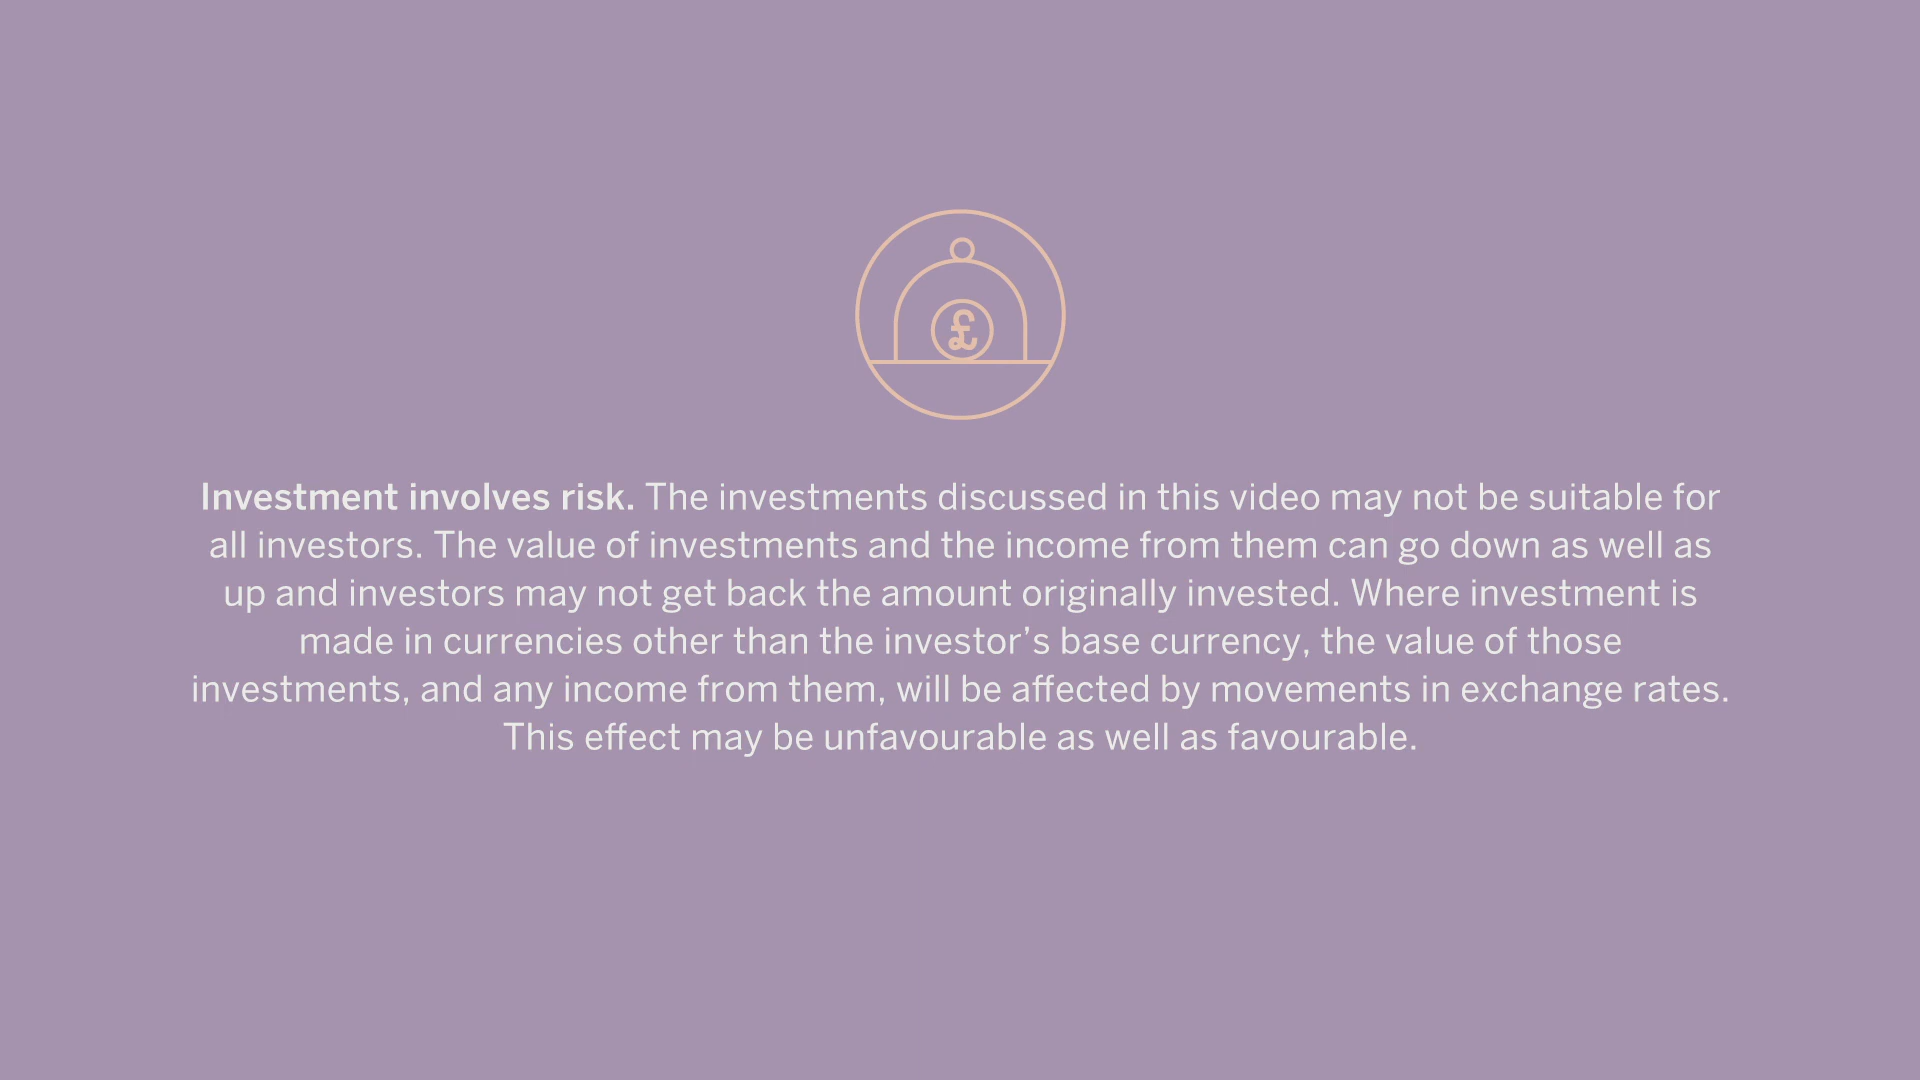 £
Investment involves risk. The investments discussed in this video may not be suitable for
all investors. The value of investments and the income from them can go down as well as
up and investors may not get back the amount originally invested. Where investment is
made in currencies other than the investor’s base currency, the value of those
investments, and any income from them, will be affected by movements in exchange rates.
This effect may be unfavourable as well as favourable.